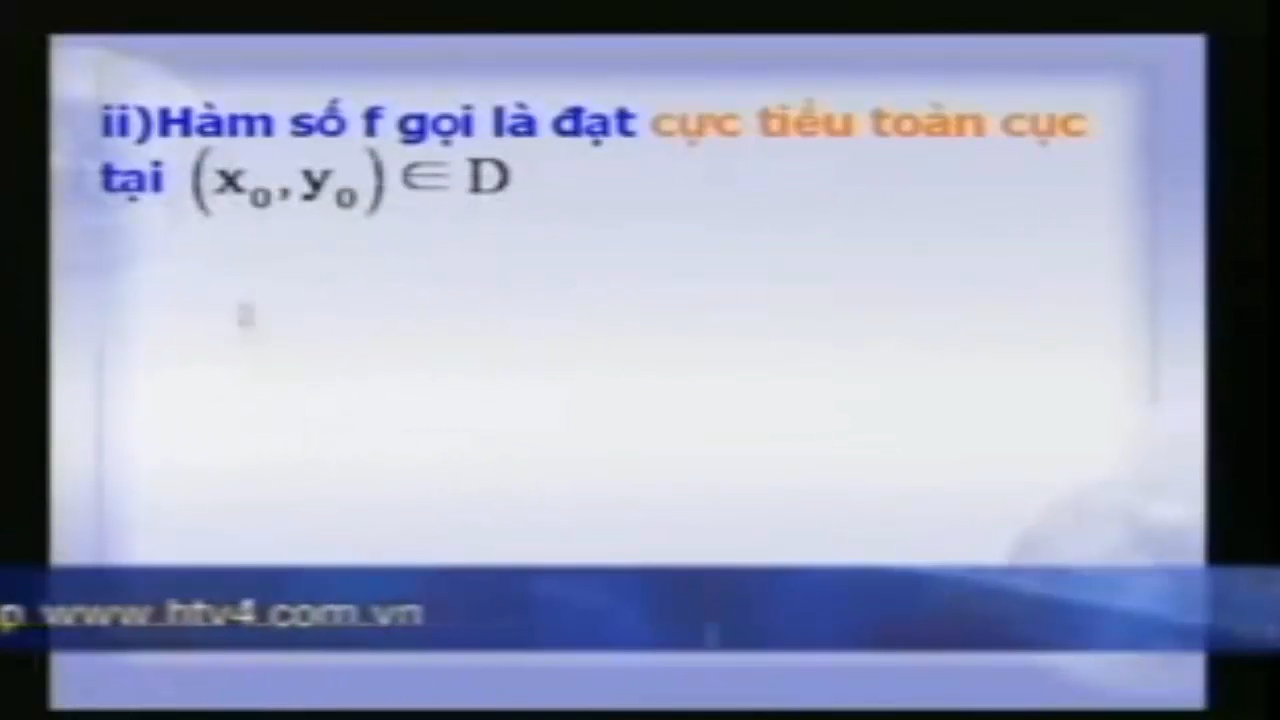 ii)Hàm số f gọi là đạt cực tiểu toàn cục
tại (x₀,y₀) ∈ D
p www.htv4.com.vn